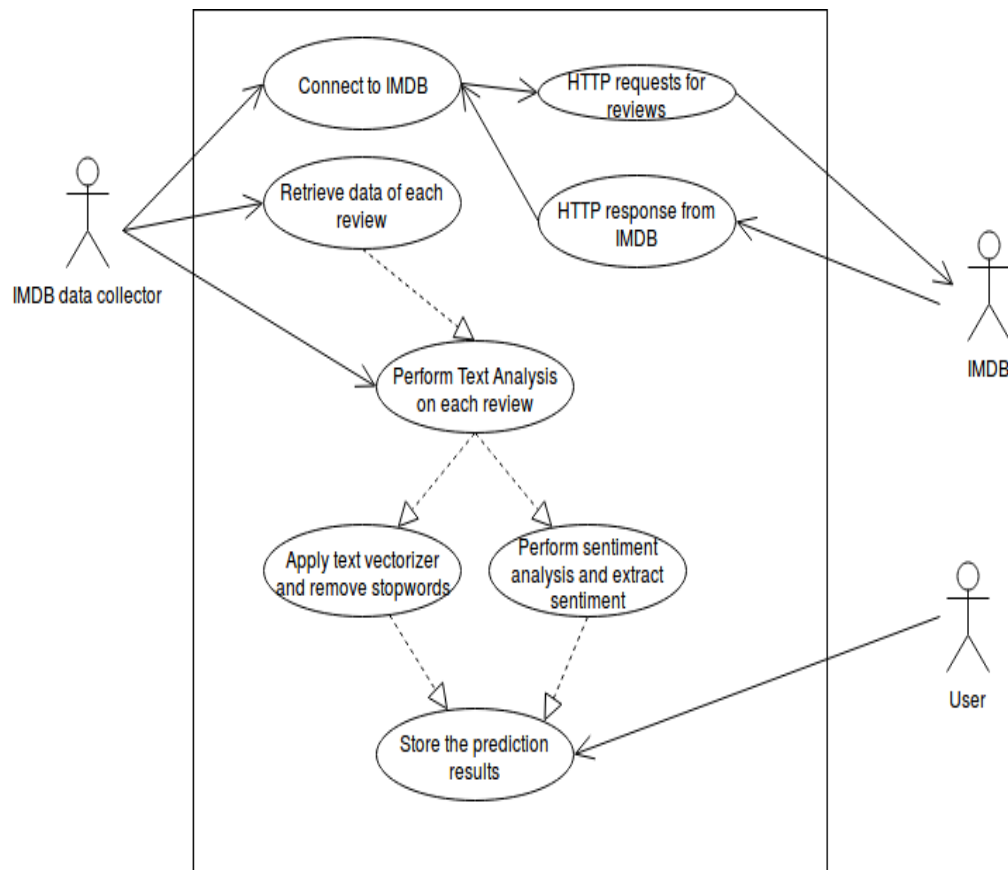 Connect to IMDB
HTTP requests for
reviews
Retrieve data of each
review
HTTP response from
IMDB
IMDB data collector
IMDB
Perform Text Analysis
on each review
Apply text vectorizer
and remove stopwords
Perform sentiment
analysis and extract
sentiment
User
Store the prediction
results